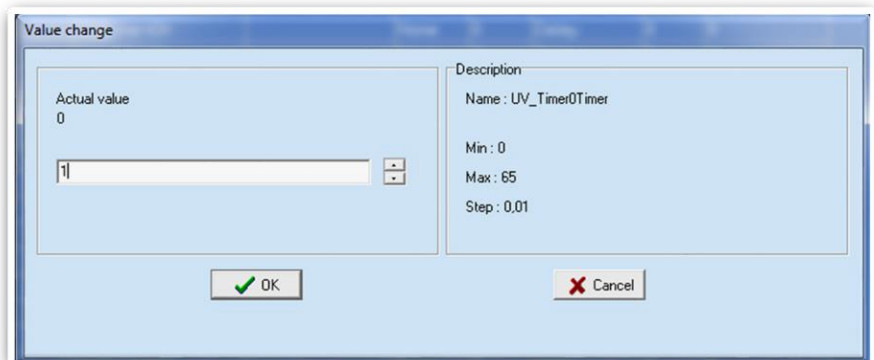 Value change
Actual value
0
1
OK
Description
Name : UV_Timer0Timer
Min : 0
Max : 65
Step : 0,01
Cancel